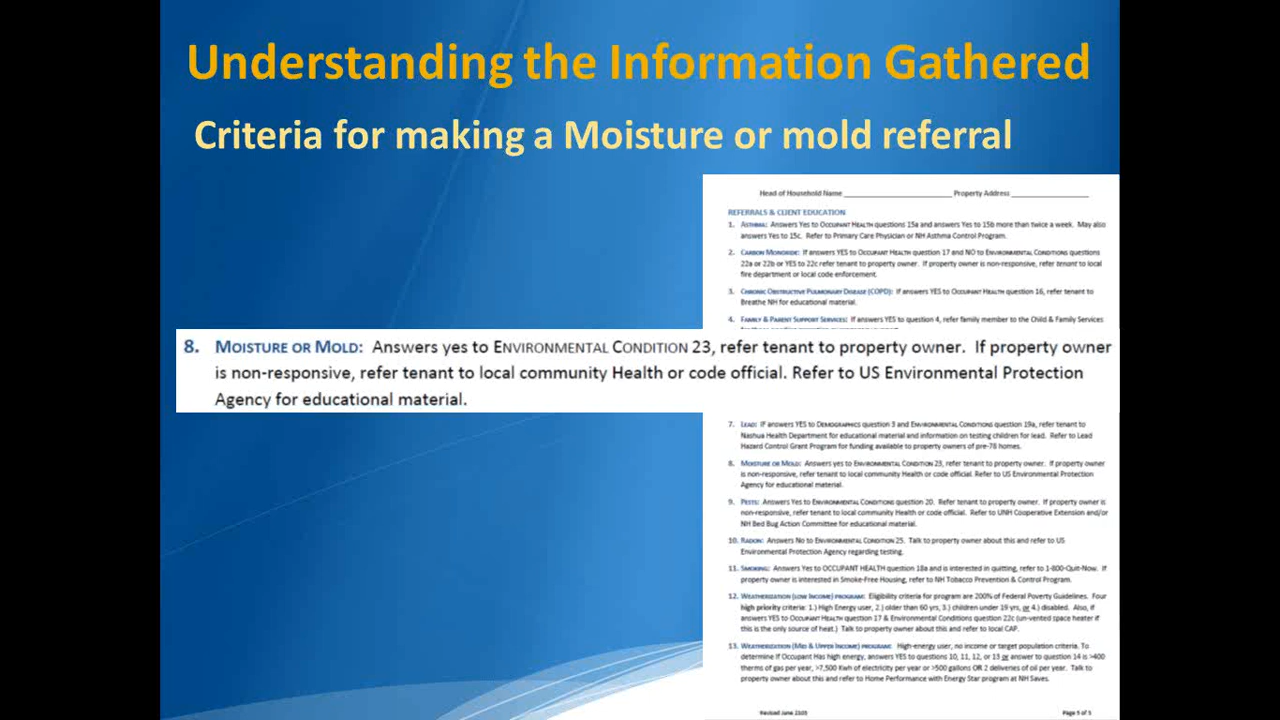 Understanding the Information Gathered
Criteria for making a Moisture or mold referral
Head of Household Name ____________________ Property Address ______________
REFERRALS & CLIENT EDUCATION
1. ASTHMA: Answers Yes to OCCUPANT HEALTH questions 15a and answers Yes to 15b more than twice a week. May also
answers Yes to 15c. Refer to Primary Care Physician or NH Asthma Control Program.
2. CARBON MONOXIDE: If answers YES to OCCUPANT HEALTH question 17 and NO to ENVIRONMENTAL CONDITIONS questions
22a or 22b or YES to 22c refer tenant to property owner. If property owner is non-responsive, refer tenant to local
fire department or local code enforcement.
3. CHRONIC OBSTRUCTIVE PULMONARY DISEASE (COPD): If answers YES to OCCUPANT HEALTH question 16, refer tenant to
Breathe NH for educational material.
4. FAMILY & PARENT SUPPORT SERVICES: If answers YES to question 4, refer family member to the Child & Family Services
8. MOISTURE OR MOLD: Answers yes to ENVIRONMENTAL CONDITION 23, refer tenant to property owner. If property owner
is non-responsive, refer tenant to local community Health or code official. Refer to US Environmental Protection
Agency for educational material.
7. LEAD: IF answers YES to DEMOGRAPHICS question 3 and ENVIRONMENTAL CONDITIONS question 19a, refer tenant to
Nashua Health Department for educational material and information on testing children for lead. Refer to Lead
Hazard Control Grant Program for funding available to property owners of pre-78 homes.
8. MOISTURE OR MOLD: Answers yes to ENVIRONMENTAL CONDITION 23, refer tenant to property owner. If property owner
is non-responsive, refer tenant to local community Health or code official. Refer to US Environmental Protection
Agency for educational material.
9. PESTS: Answers Yes to ENVIRONMENTAL CONDITIONS question 20. Refer tenant to property owner. If property owner is
non-responsive, refer tenant to local community Health or code official. Refer to UNH Cooperative Extension and/or
NH Bed Bug Action Committee for educational material.
10. RADON: Answers No to ENVIRONMENTAL CONDITION 25. Talk to property owner about this and refer to US
Environmental Protection Agency regarding testing.
11. SMOKING: Answers Yes to OCCUPANT HEALTH question 18a and is interested in quitting, refer to 1-800-Quit-Now. If
property owner is interested in Smoke-Free Housing, refer to NH Tobacco Prevention & Control Program.
12. WEATHERIZATION (LOW INCOME) PROGRAM: Eligibility criteria for program are 200% of Federal Poverty Guidelines. Four
high priority criteria: 1.) High Energy user, 2.) older than 60 yrs, 3.) children under 19 yrs, or 4.) disabled. Also, if
answers YES to OCCUPANT HEALTH question 17 & Environmental Conditions question 22c (un-vented space heater if
this is the only source of heat.) Talk to property owner about this and refer to local CAP.
13. WEATHERIZATION (MID & UPPER INCOME) PROGRAM: High-energy user, no income or target population criteria. To
determine if Occupant Has high energy, answers YES to questions 10, 11, 12, or 13 or answer to question 14 is >400
therms of gas per year, >7,500 Kwh of electricity per year or >500 gallons OR 2 deliveries of oil per year. Talk to
property owner about this and refer to Home Performance with Energy Star program at NH Saves.
Revised June 2103 Page 5 of 5